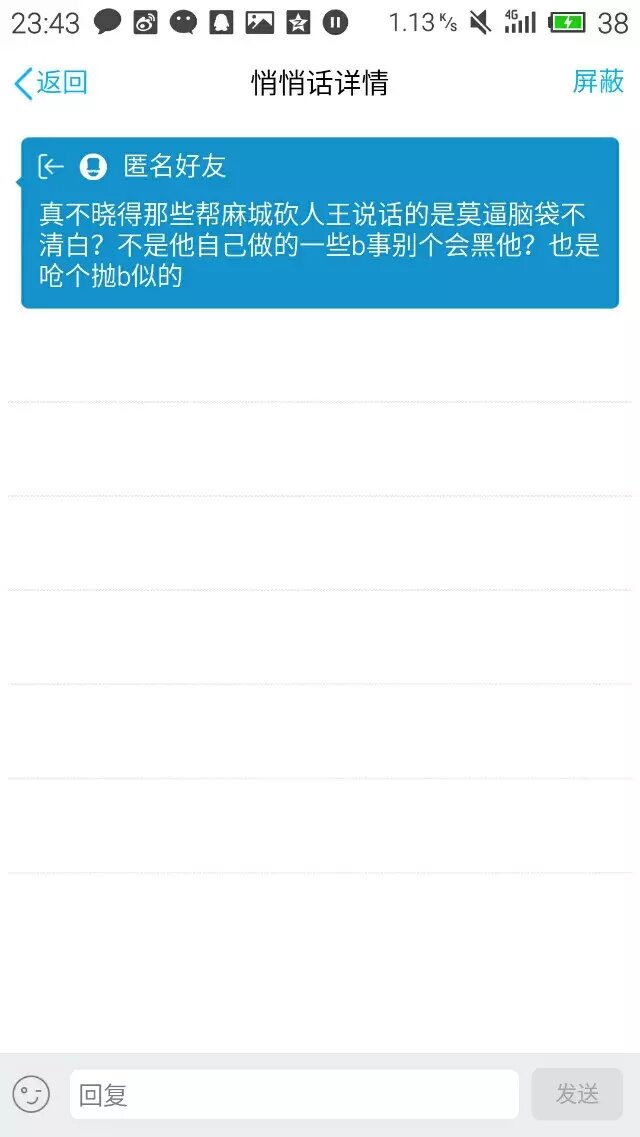 23:43 1.13 K/s 4G 38
返回 悄悄话详情 屏蔽
匿名好友
真不晓得那些帮麻城砍人王说话的是莫逼脑袋不
清白？不是他自己做的一些b事别个会黑他？也是
呛个抛b似的
回复 发送